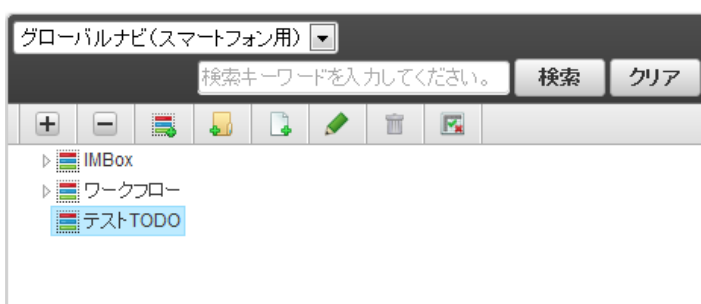 グローバルナビ(スマートフォン用)
検索キーワードを入力してください。 検索 クリア
IMBox
ワークフロー
テストTODO